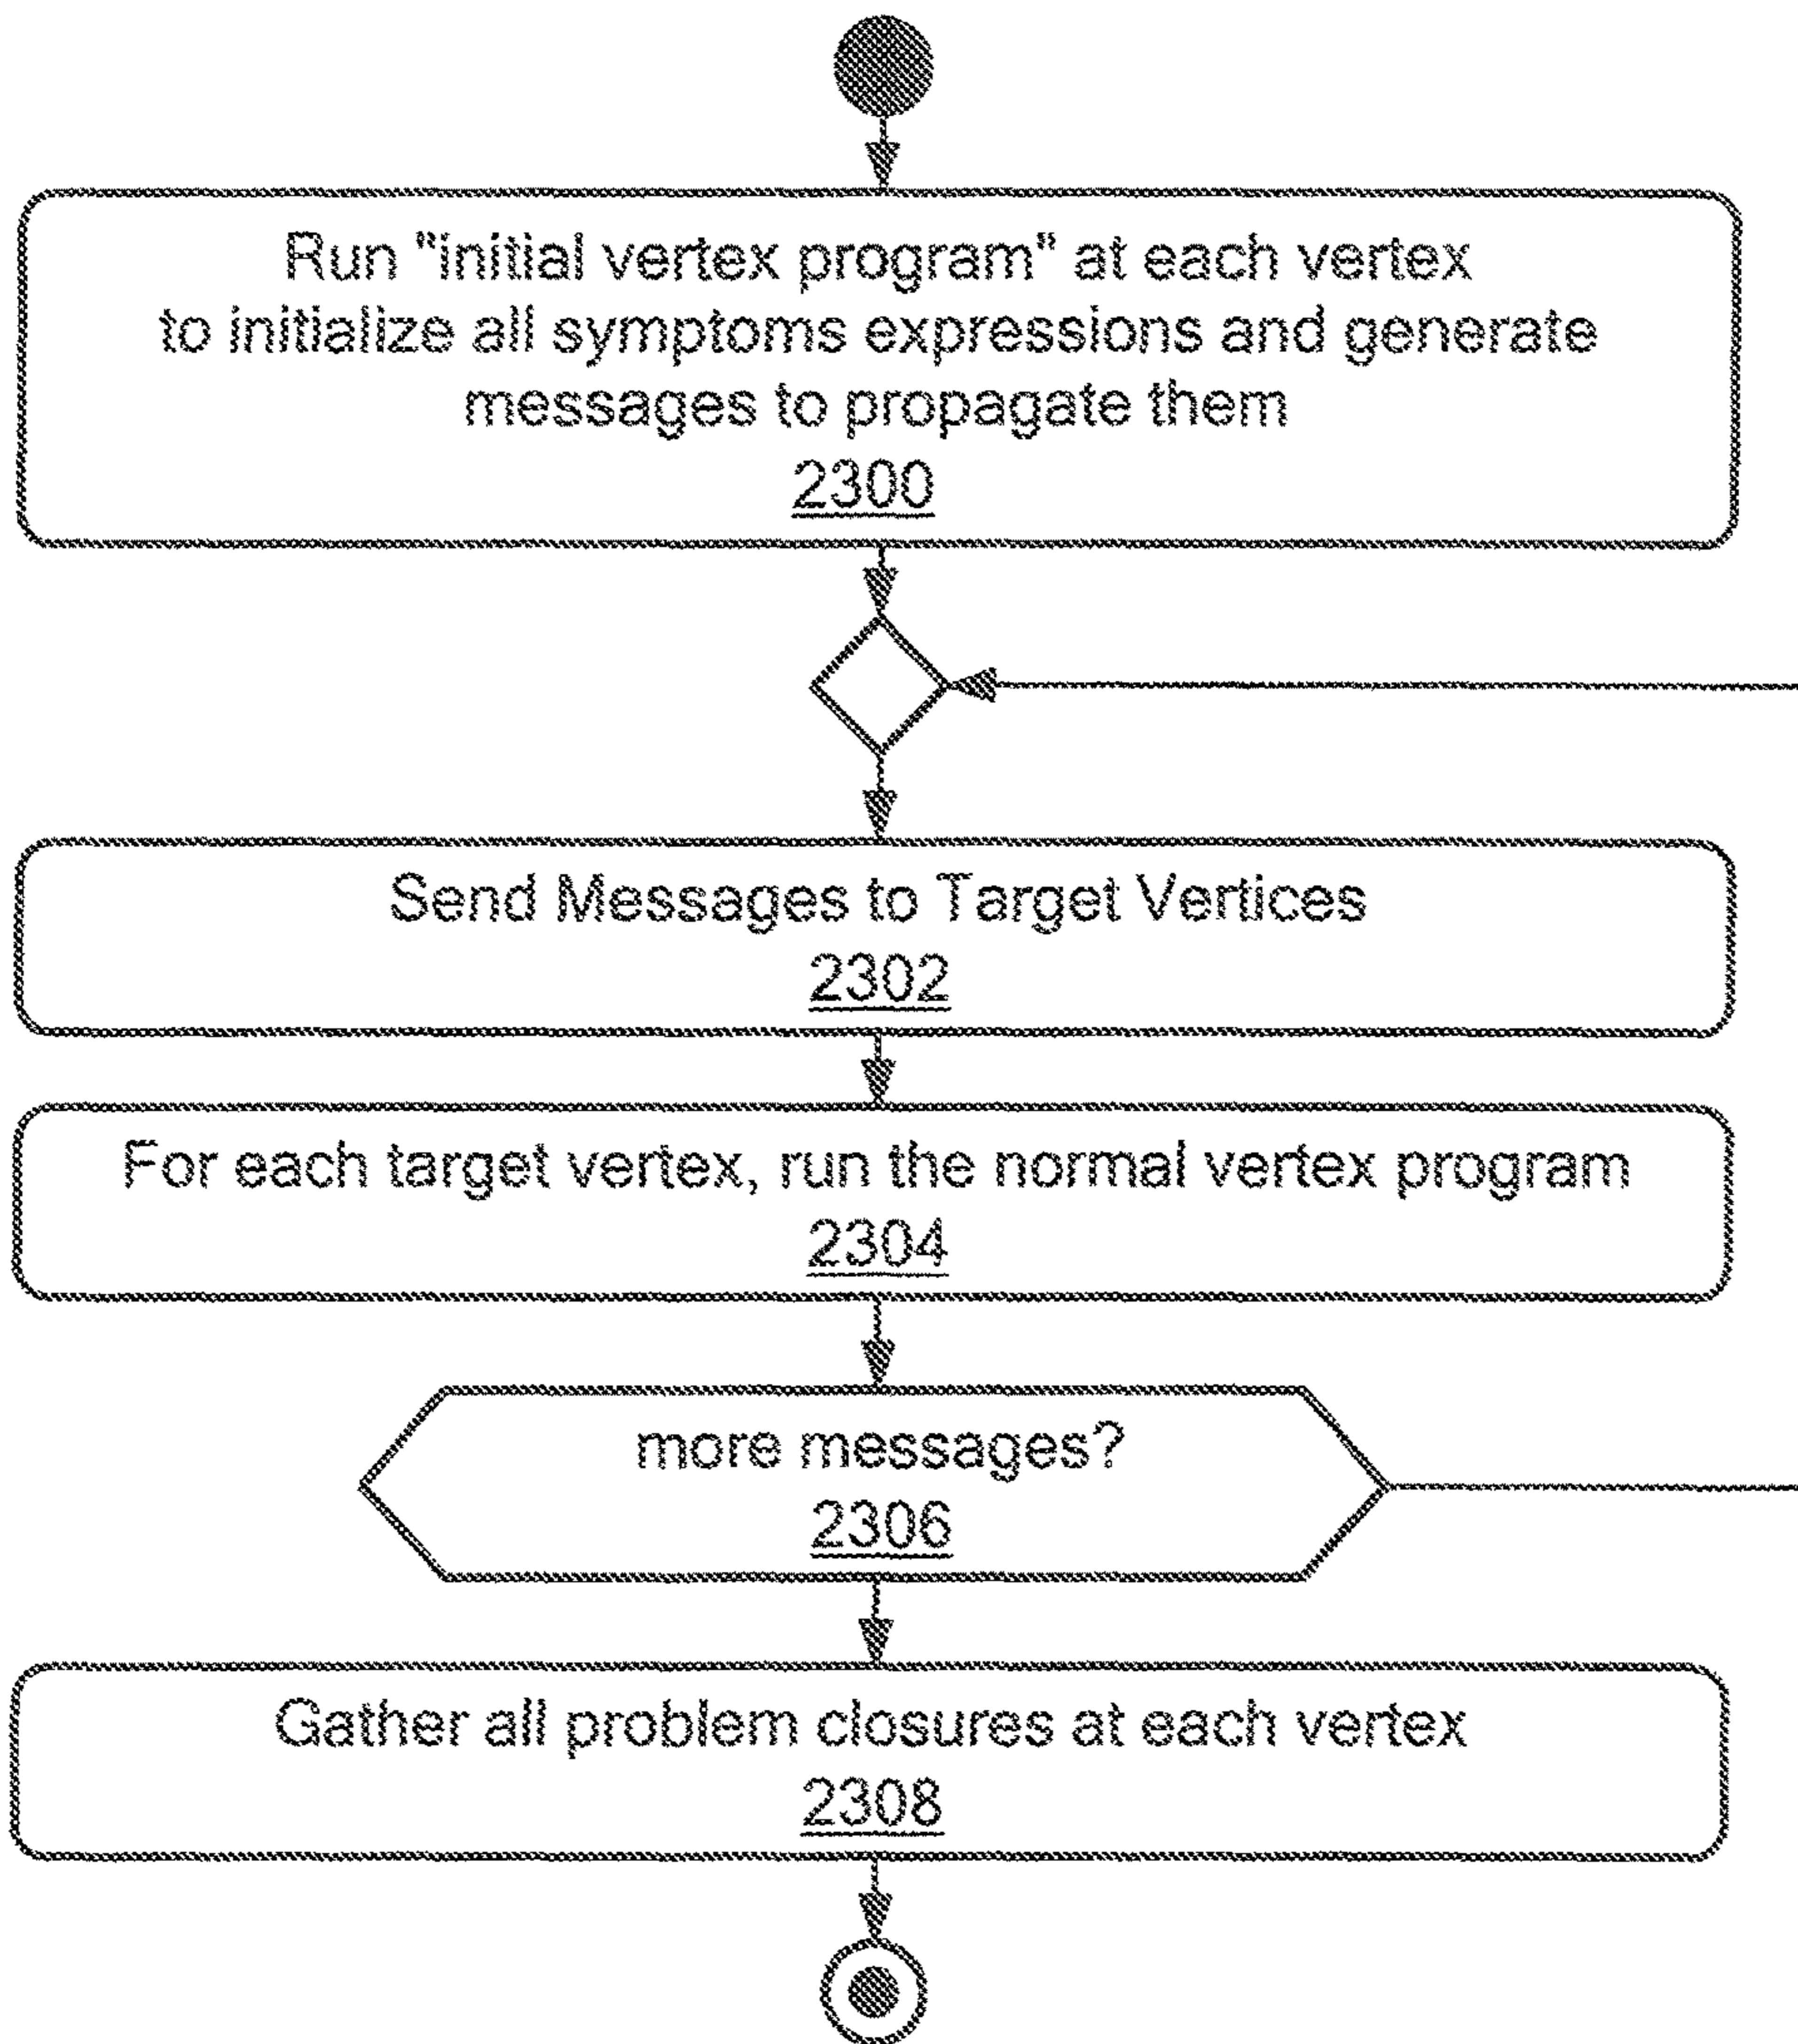 Run "initial vertex program" at each vertex
to initialize all symptoms expressions and generate
messages to propagate them
2300
Send Messages to Target Vertices
2302
For each target vertex, run the normal vertex program
2304
more messages?
2306
Gather all problem closures at each vertex
2308